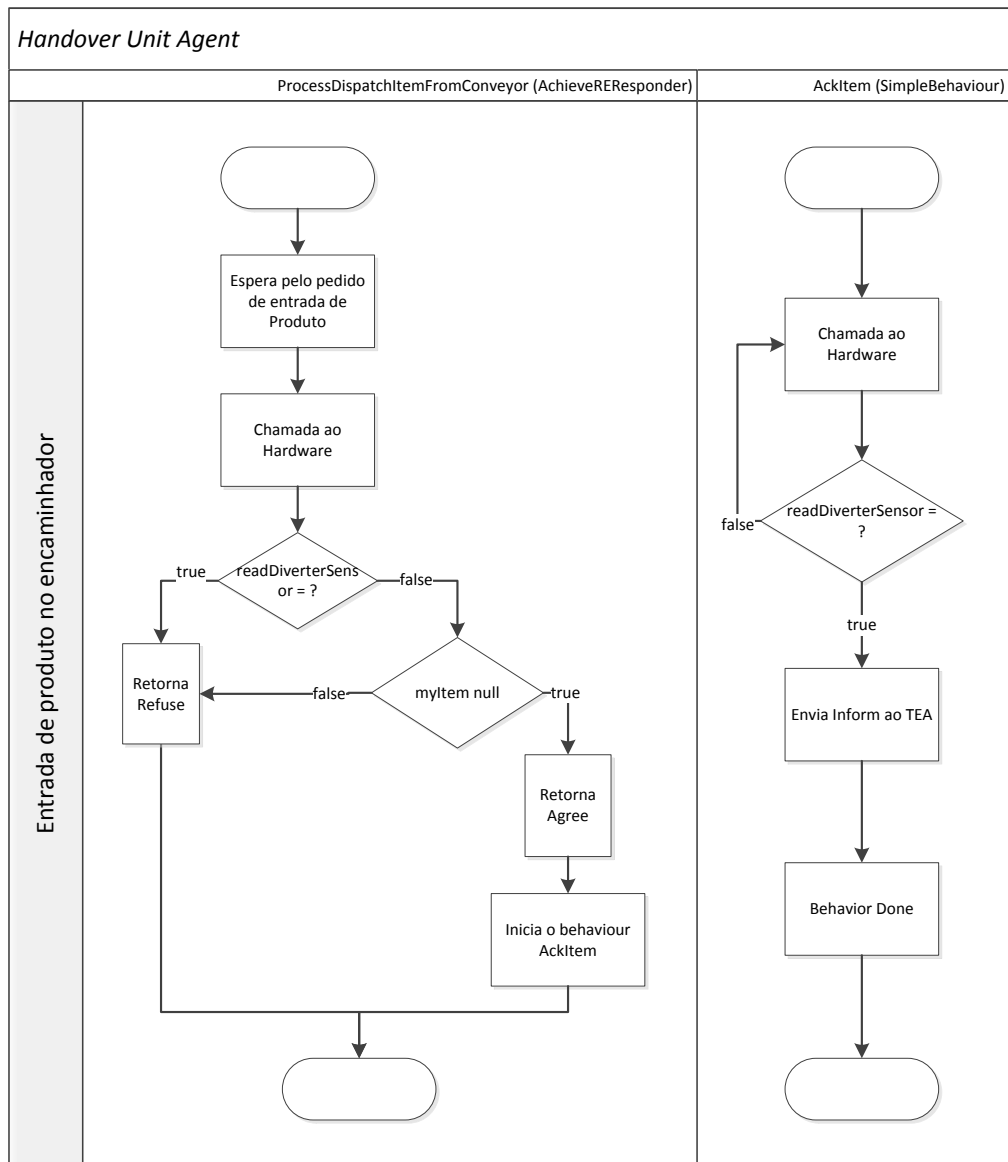 Handover Unit Agent
ProcessDispatchItemFromConveyor (AchieveREResponder)
AckItem (SimpleBehaviour)
Entrada de produto no encaminhador
Espera pelo pedido
de entrada de
Produto
Chamada ao
Hardware
readDiverterSens
or = ?
true
false
Retorna
Refuse
myItem null
false
true
Retorna
Agree
Inicia o behaviour
AckItem
Chamada ao
Hardware
readDiverterSensor =
?
false
true
Envia Inform ao TEA
Behavior Done